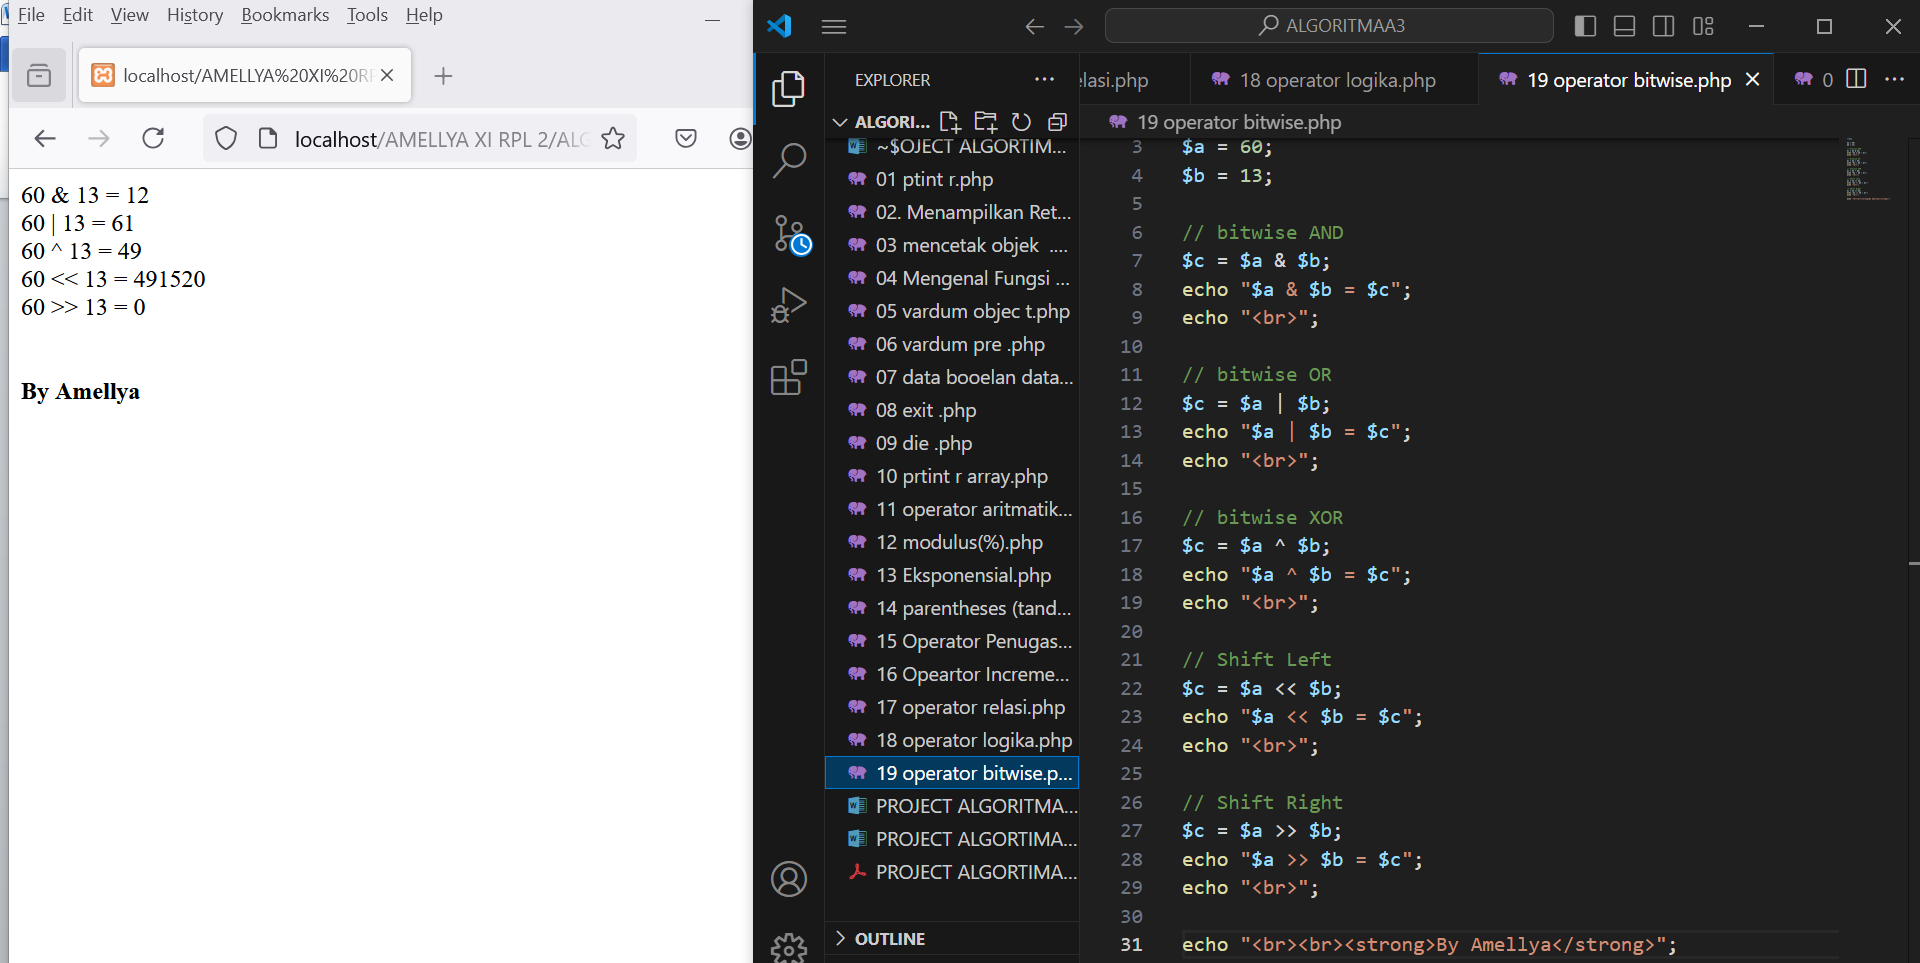 File Edit View History Bookmarks Tools Help
localhost/AMELLYA%20XI%20RP
localhost/AMELLYA XI RPL 2/ALG
60 & 13 = 12
60 | 13 = 61
60 ^ 13 = 49
60 << 13 = 491520
60 >> 13 = 0
By Amellya
ALGORITMAA3
EXPLORER
ALGORI...
~$OJECT ALGORTIM...
01 ptint r.php
02. Menampilkan Ret...
03 mencetak objek ....
04 Mengenal Fungsi ...
05 vardum objec t.php
06 vardum pre .php
07 data booelan data...
08 exit .php
09 die .php
10 prtint r array.php
11 operator aritmatik...
12 modulus(%).php
13 Eksponensial.php
14 parentheses (tand...
15 Operator Penugas...
16 Opeartor Increme...
17 operator relasi.php
18 operator logika.php
19 operator bitwise.p...
PROJECT ALGORITMA...
PROJECT ALGORTIMA...
PROJECT ALGORTIMA...
OUTLINE
elasi.php
18 operator logika.php
19 operator bitwise.php
0
19 operator bitwise.php
3 $a = 60;
4 $b = 13;
5
6 // bitwise AND
7 $c = $a & $b;
8 echo "$a & $b = $c";
9 echo "<br>";
10
11 // bitwise OR
12 $c = $a | $b;
13 echo "$a | $b = $c";
14 echo "<br>";
15
16 // bitwise XOR
17 $c = $a ^ $b;
18 echo "$a ^ $b = $c";
19 echo "<br>";
20
21 // Shift Left
22 $c = $a << $b;
23 echo "$a << $b = $c";
24 echo "<br>";
25
26 // Shift Right
27 $c = $a >> $b;
28 echo "$a >> $b = $c";
29 echo "<br>";
30
31 echo "<br><br><strong>By Amellya</strong>";